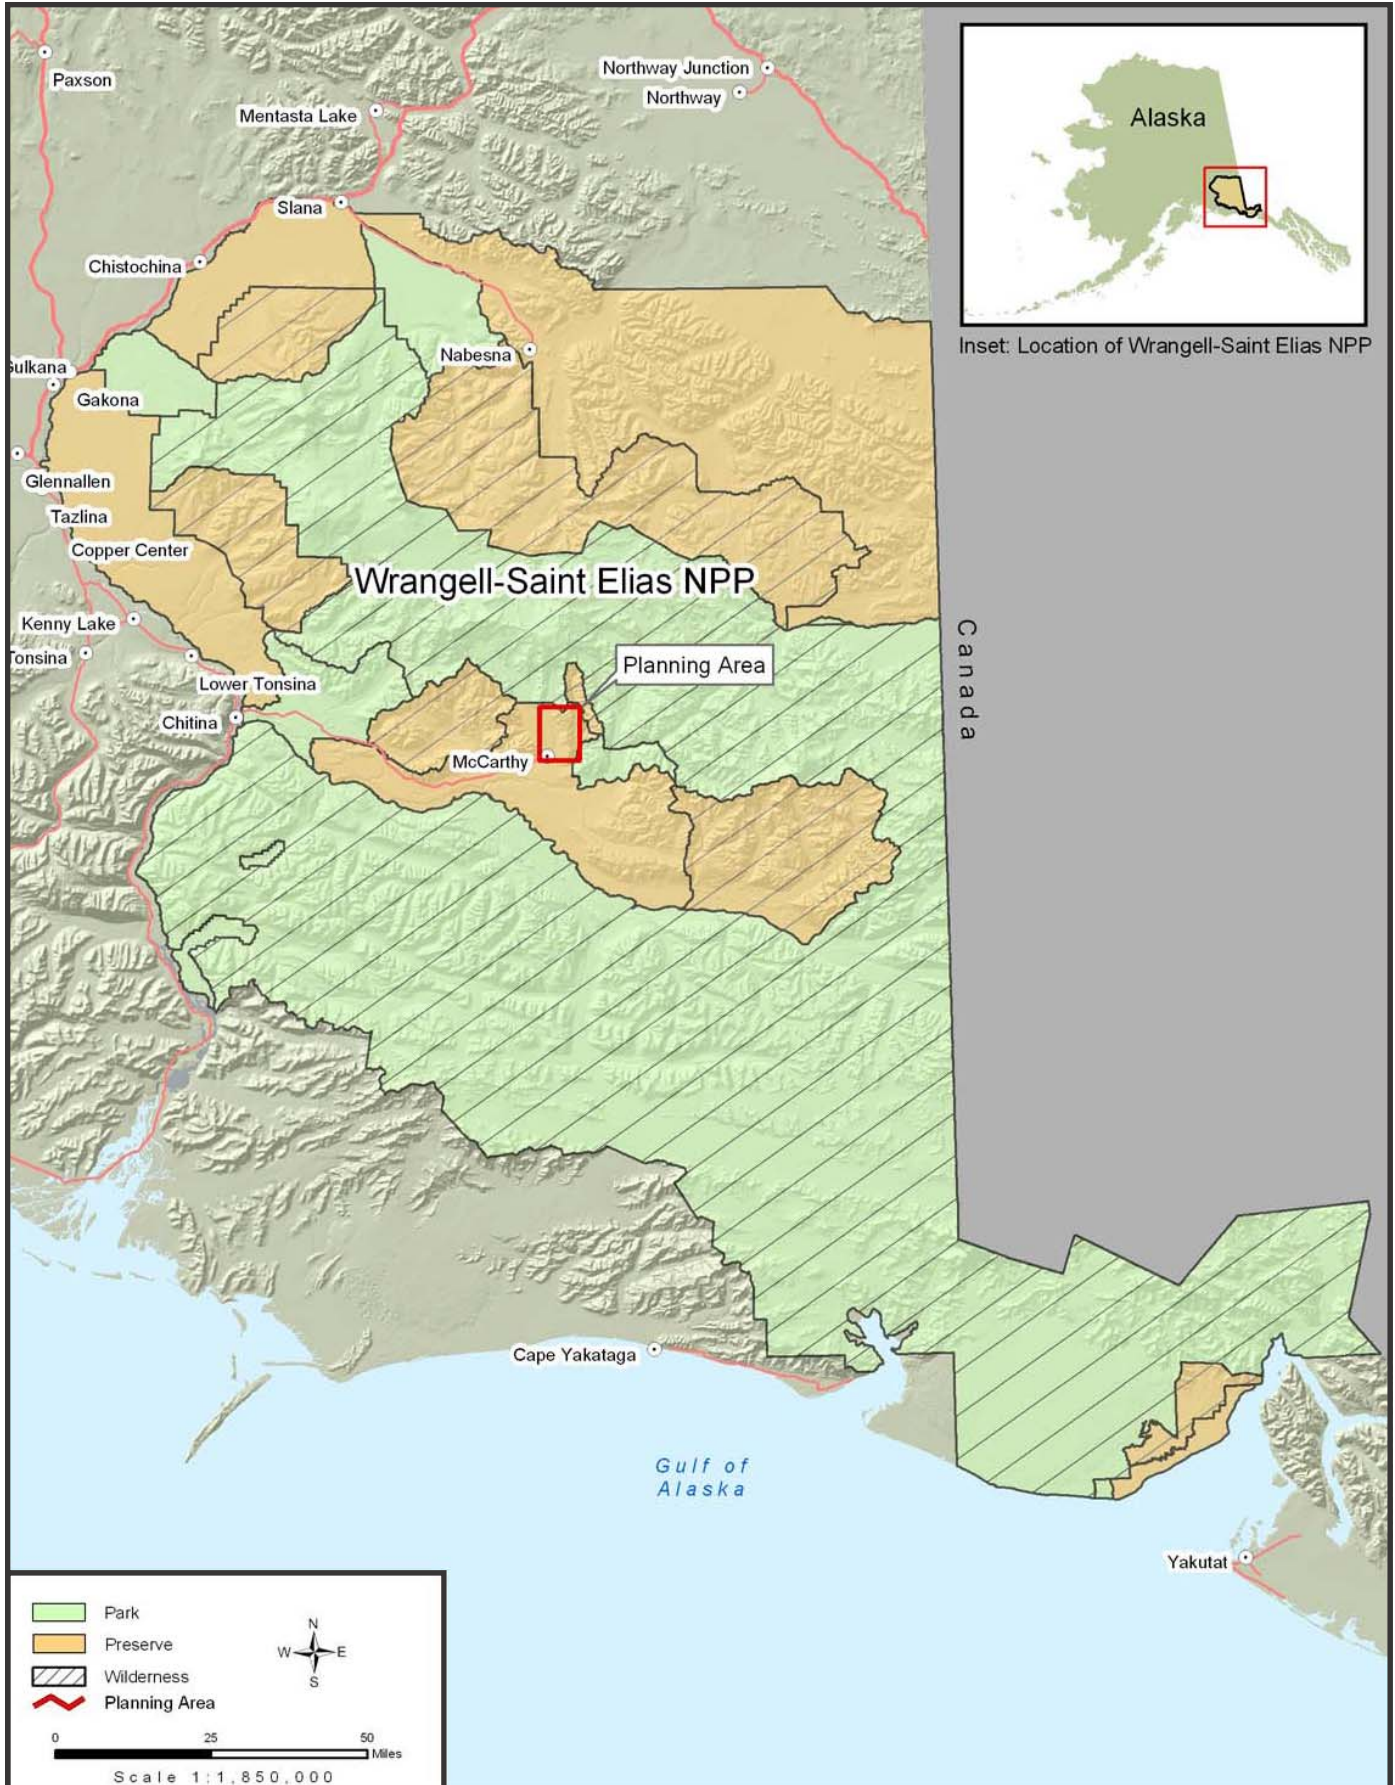 Paxson
Northway Junction
Northway
Mentasta Lake
Alaska
Slana
Chistochina
Inset: Location of Wrangell-Saint Elias NPP
Nabesna
ulkana
Gakona
Glennallen
Tazlina
Copper Center
Wrangell-Saint Elias NPP
Kenny Lake
Tonsina
Canada
Planning Area
Lower Tonsina
Chitina
McCarthy
Cape Yakataga
Gulf of
Alaska
Yakutat
Park
Preserve
Wilderness
Planning Area
N
W E
S
0 25 50
Miles
Scale 1:1,850,000